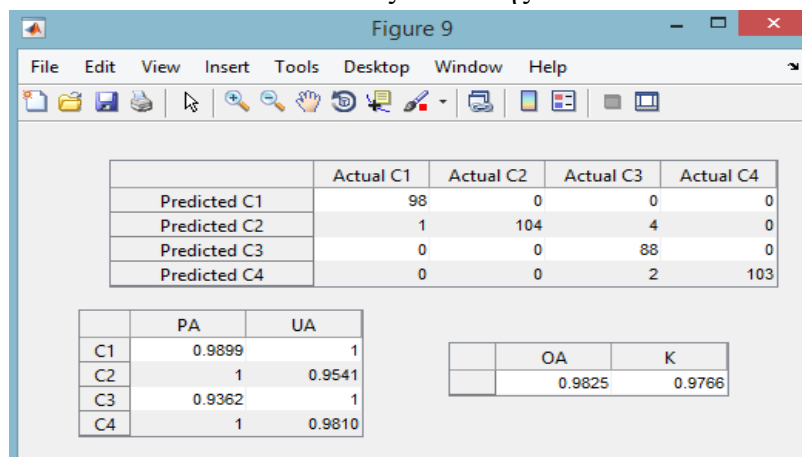 Figure 9
File Edit View Insert Tools Desktop Window Help
Actual C1 Actual C2 Actual C3 Actual C4
Predicted C1 98 0 0 0
Predicted C2 1 104 4 0
Predicted C3 0 0 88 0
Predicted C4 0 0 2 103
PA UA
C1 0.9899 1
C2 1 0.9541
C3 0.9362 1
C4 1 0.9810
OA K
0.9825 0.9766